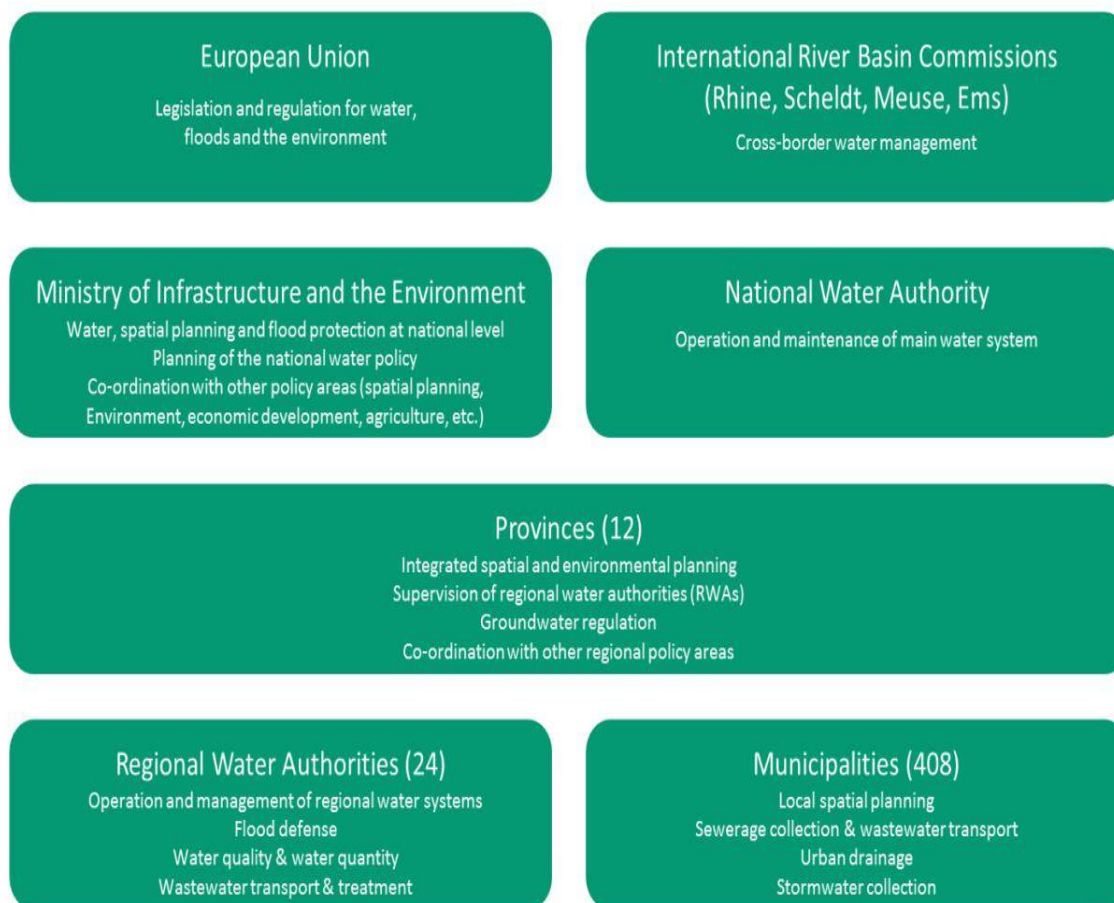 European Union
Legislation and regulation for water,
floods and the environment
International River Basin Commissions
(Rhine, Scheldt, Meuse, Ems)
Cross-border water management
Ministry of Infrastructure and the Environment
Water, spatial planning and flood protection at national level
Planning of the national water policy
Co-ordination with other policy areas (spatial planning,
Environment, economic development, agriculture, etc.)
National Water Authority
Operation and maintenance of main water system
Provinces (12)
Integrated spatial and environmental planning
Supervision of regional water authorities (RWAs)
Groundwater regulation
Co-ordination with other regional policy areas
Regional Water Authorities (24)
Operation and management of regional water systems
Flood defense
Water quality & water quantity
Wastewater transport & treatment
Municipalities (408)
Local spatial planning
Sewerage collection & wastewater transport
Urban drainage
Stormwater collection